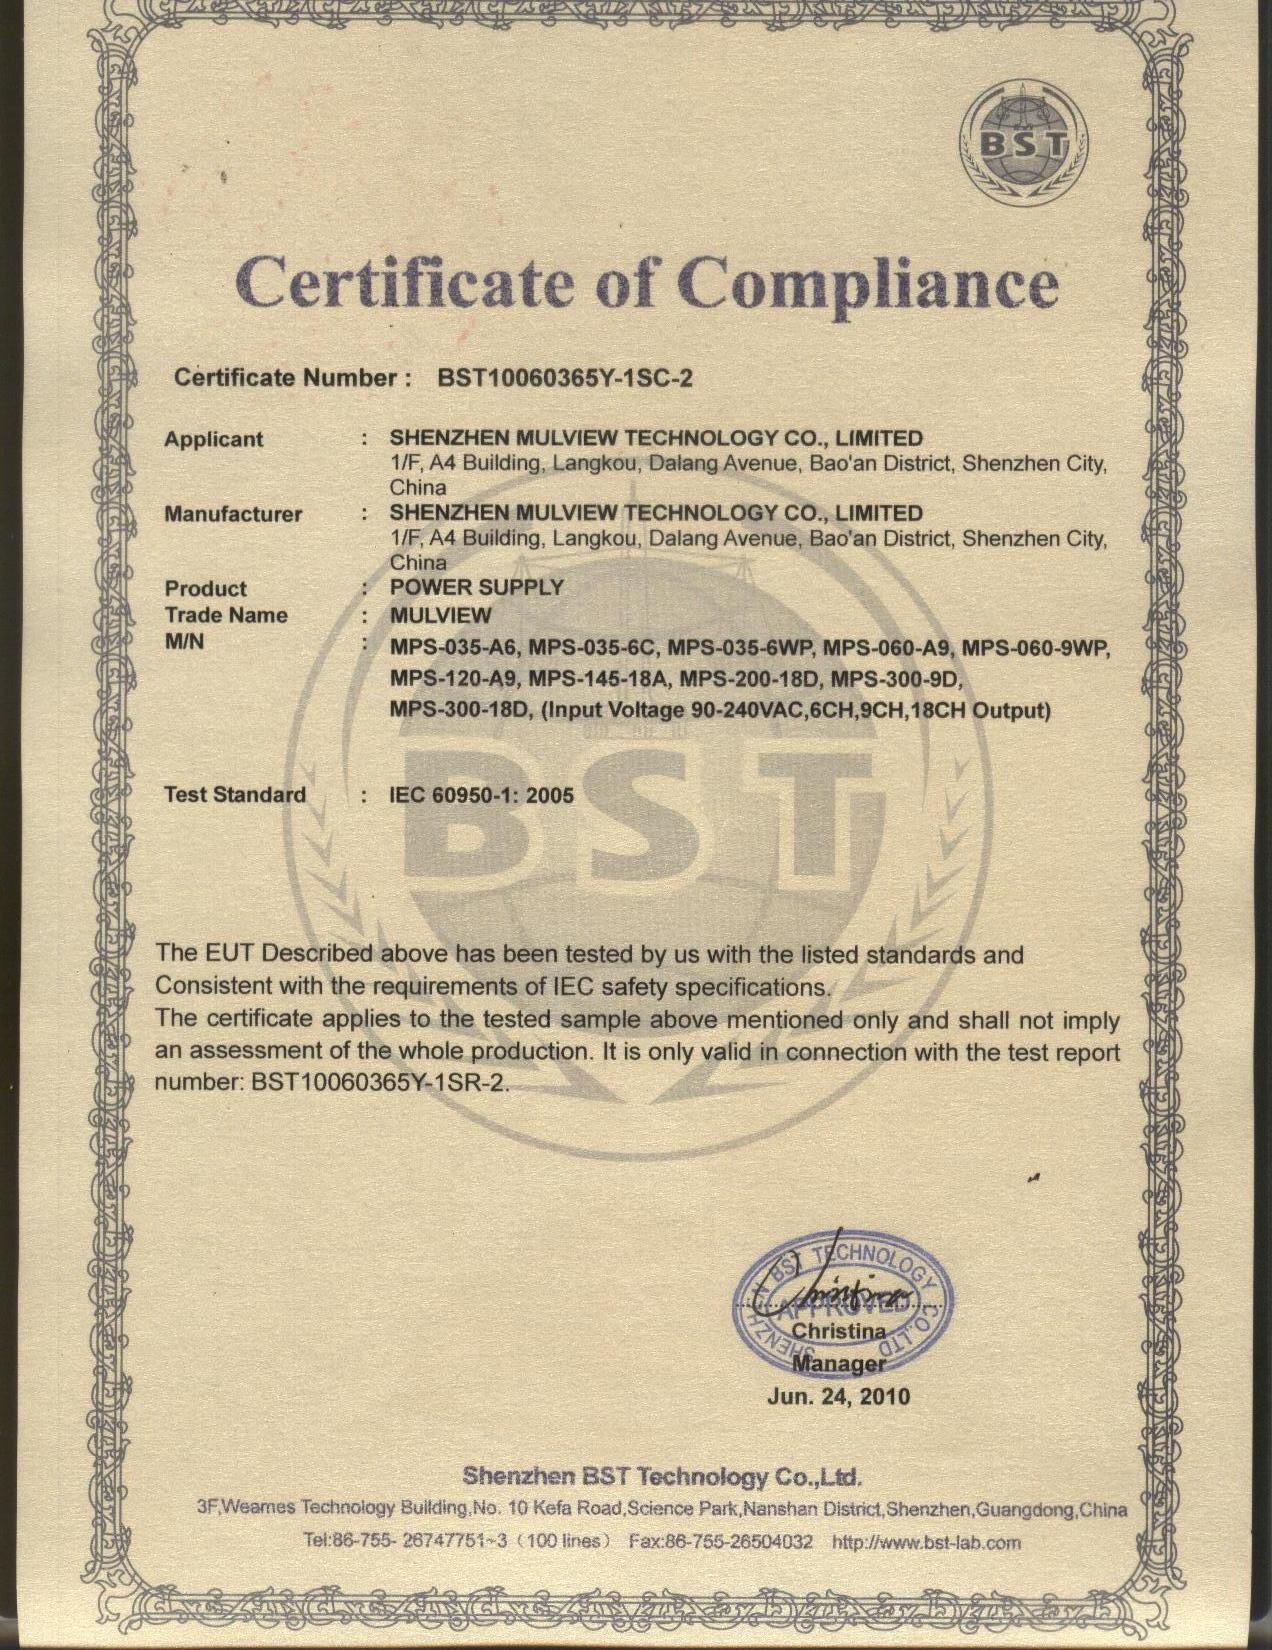 BST
Certificate of Compliance
Certificate Number : BST10060365Y-1SC-2
Applicant : SHENZHEN MULVIEW TECHNOLOGY CO., LIMITED
1/F, A4 Building, Langkou, Dalang Avenue, Bao'an District, Shenzhen City,
China
Manufacturer : SHENZHEN MULVIEW TECHNOLOGY CO., LIMITED
1/F, A4 Building, Langkou, Dalang Avenue, Bao'an District, Shenzhen City,
China
Product : POWER SUPPLY
Trade Name : MULVIEW
M/N : MPS-035-A6, MPS-035-6C, MPS-035-6WP, MPS-060-A9, MPS-060-9WP,
MPS-120-A9, MPS-145-18A, MPS-200-18D, MPS-300-9D,
MPS-300-18D, (Input Voltage 90-240VAC,6CH,9CH,18CH Output)
BST
Test Standard : IEC 60950-1: 2005
The EUT Described above has been tested by us with the listed standards and
Consistent with the requirements of IEC safety specifications.
The certificate applies to the tested sample above mentioned only and shall not imply
an assessment of the whole production. It is only valid in connection with the test report
number: BST10060365Y-1SR-2.
SHENZHEN BST TECHNOLOGY CO.,LTD
Christina
APPROVED
Christina
Manager
Jun. 24, 2010
Shenzhen BST Technology Co.,Ltd.
3F,Weames Technology Building,No. 10 Kefa Road,Science Park,Nanshan District,Shenzhen,Guangdong,China
Tel:86-755- 26747751~3 (100 lines) Fax:86-755-26504032 http://www.bst-lab.com